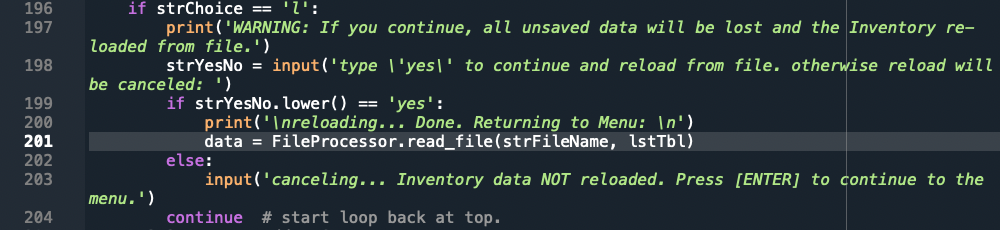 196 if strChoice == 'l':
197 print('WARNING: If you continue, all unsaved data will be lost and the Inventory re-
loaded from file.')
198 strYesNo = input('type \'yes\' to continue and reload from file. otherwise reload will
be canceled: ')
199 if strYesNo.lower() == 'yes':
200 print('\nreloading... Done. Returning to Menu: \n')
201 data = FileProcessor.read_file(strFileName, lstTbl)
202 else:
203 input('canceling... Inventory data NOT reloaded. Press [ENTER] to continue to the
menu.')
204 continue # start loop back at top.